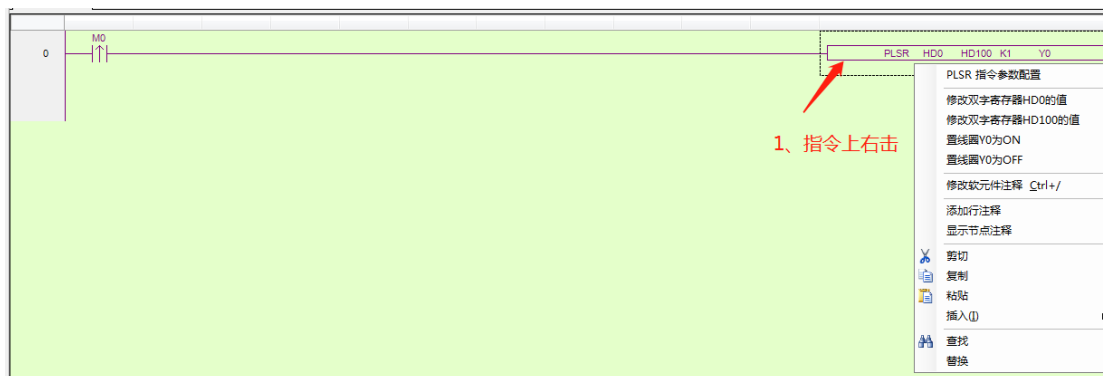 M0
0
PLSR HD0 HD100 K1 Y0
PLSR 指令参数配置
修改双字寄存器HD0的值
修改双字寄存器HD100的值
置线圈Y0为ON
1、指令上右击
置线圈Y0为OFF
修改软元件注释 Ctrl+/
添加行注释
显示节点注释
剪切
复制
粘贴
插入(I)
查找
替换